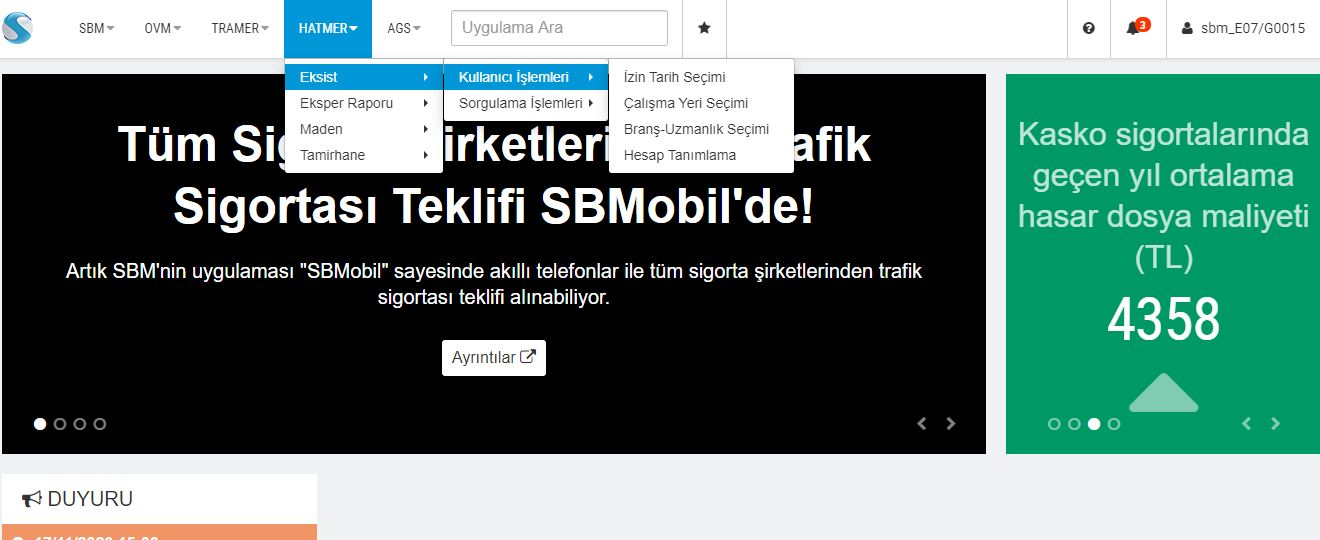 SBM OVM TRAMER HATMER AGS Uygulama Ara 3 sbm_E07/G0015
Eksist Kullanıcı İşlemleri İzin Tarih Seçimi
Eksper Raporu Sorgulama İşlemleri Çalışma Yeri Seçimi
Maden Branş-Uzmanlık Seçimi
Tamirhane Hesap Tanımlama
Tüm
Sigortası Teklifi SBMobil'de!
Artık SBM'nin uygulaması "SBMobil" sayesinde akıllı telefonlar ile tüm sigorta şirketlerinden trafik
sigortası teklifi alınabiliyor.
Ayrıntılar
Kasko sigortalarında
geçen yıl ortalama
hasar dosya maliyeti
(TL)
4358
DUYURU